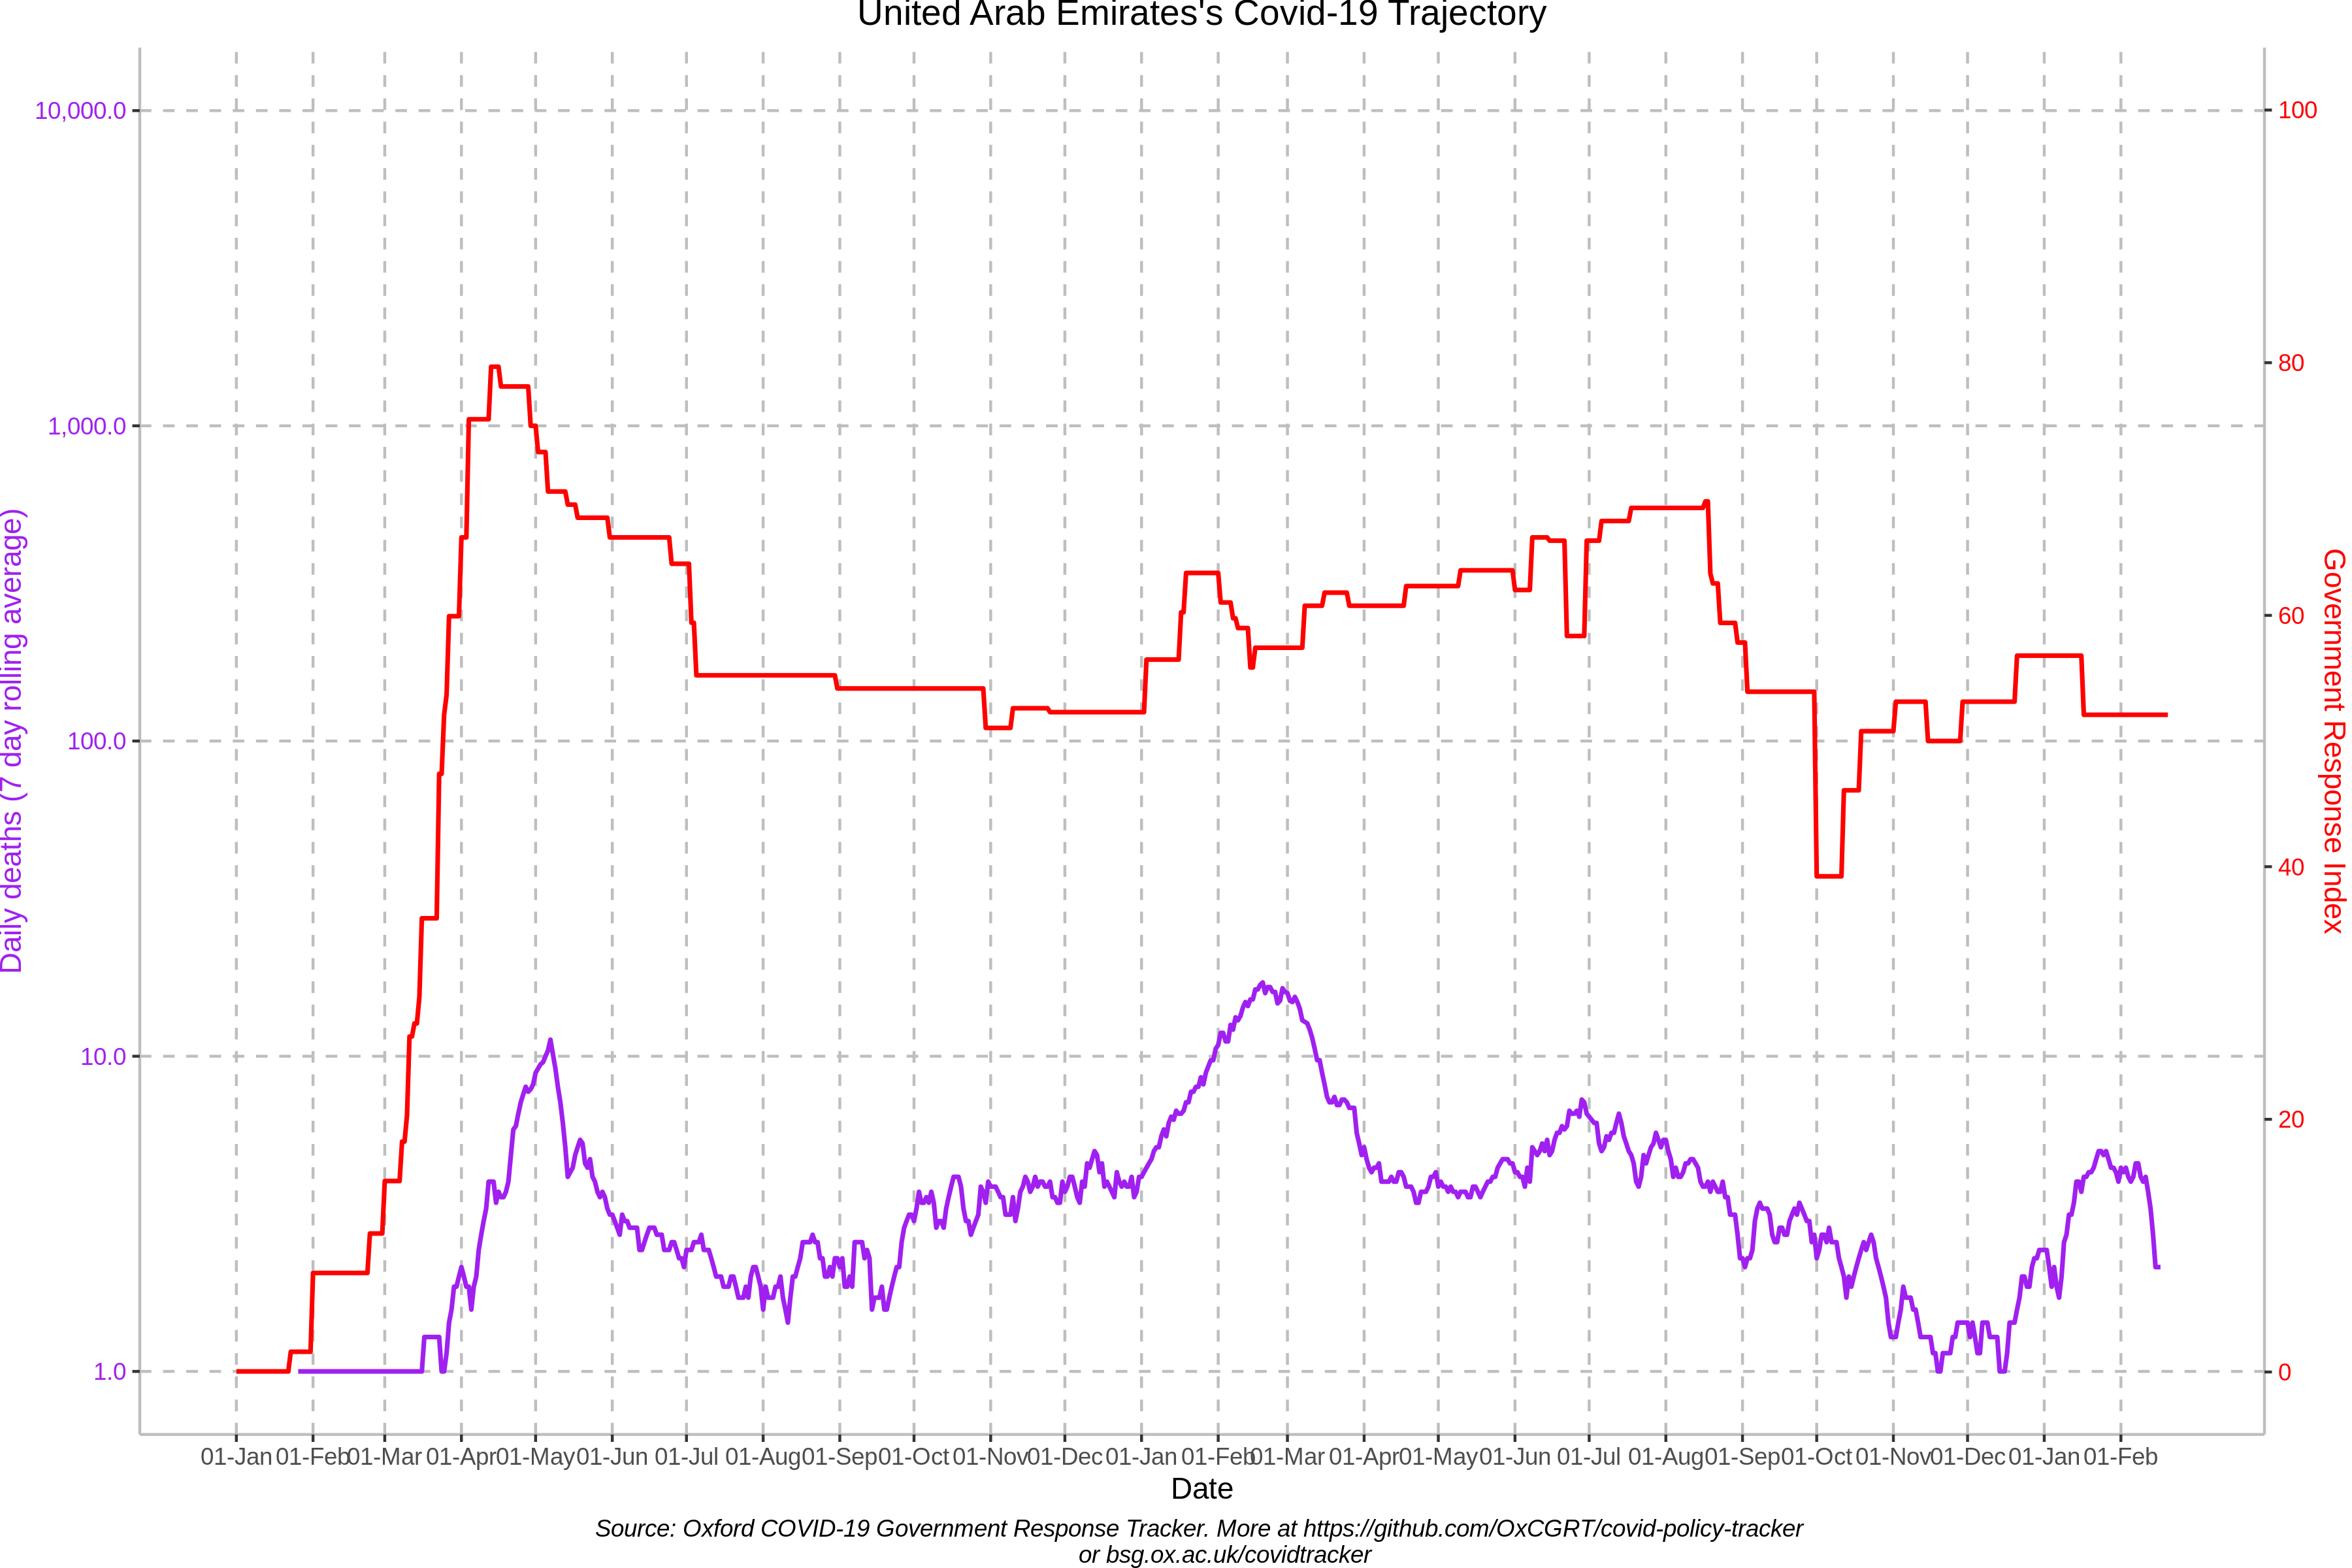 United Arab Emirates's Covid-19 Trajectory
10,000.0
1,000.0
100.0
10.0
1.0
Daily deaths (7 day rolling average)
100
80
60
40
20
0
Government Response Index
01-Jan 01-Feb 01-Mar 01-Apr 01-May 01-Jun 01-Jul 01-Aug 01-Sep 01-Oct 01-Nov 01-Dec 01-Jan 01-Feb 01-Mar 01-Apr 01-May 01-Jun 01-Jul 01-Aug 01-Sep 01-Oct 01-Nov 01-Dec 01-Jan 01-Feb
Date
Source: Oxford COVID-19 Government Response Tracker. More at https://github.com/OxCGRT/covid-policy-tracker
or bsg.ox.ac.uk/covidtracker